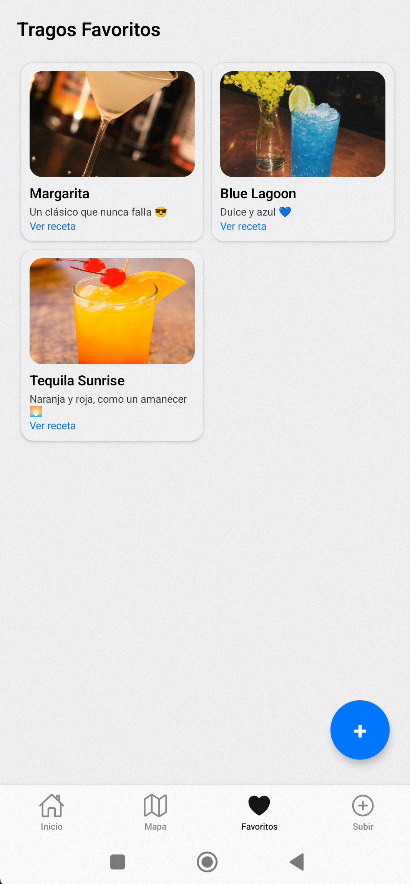 Tragos Favoritos
Margarita
Un clásico que nunca falla 😎
Ver receta
Blue Lagoon
Dulce y azul 💙
Ver receta
Tequila Sunrise
Naranja y roja, como un amanecer
🌅
Ver receta
+
Inicio
Mapa
Favoritos
Subir